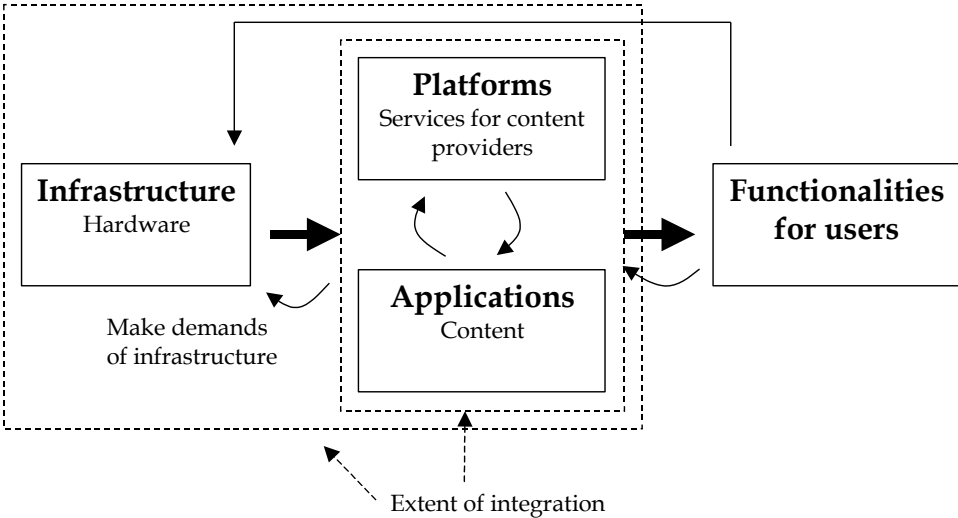 Platforms
Services for content
providers
Infrastructure
Hardware
Functionalities
for users
Applications
Content
Make demands
of infrastructure
Extent of integration